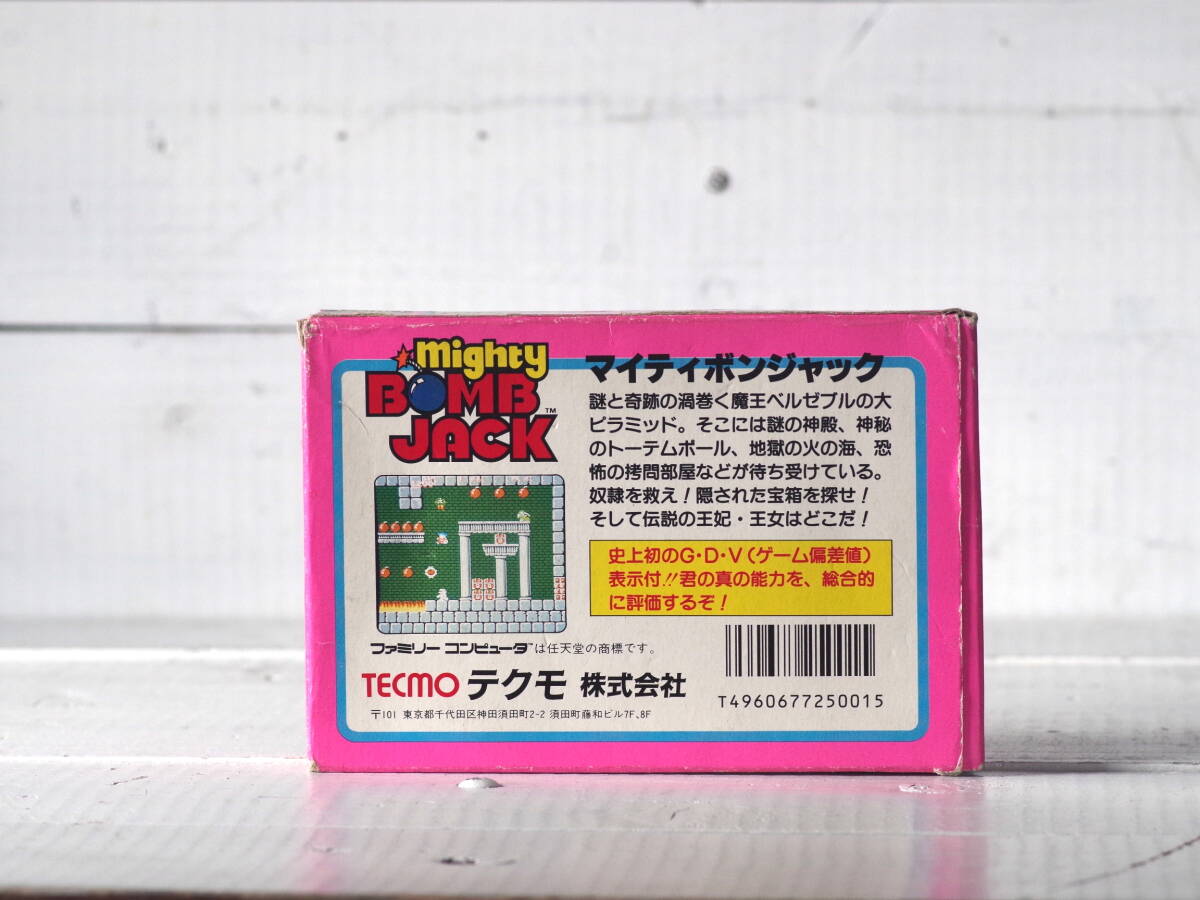 mighty
BOMB
JACK™
マイティボンジャック
謎と奇跡の渦巻く魔王ベルゼブルの大
ピラミッド。そこには謎の神殿、神秘
のトーテムポール、地獄の火の海、恐
怖の拷問部屋などが待ち受けている。
奴隷を救え!隠された宝箱を探せ!
そして伝説の王妃・王女はどこだ!
史上初のG・D・V(ゲーム偏差値)
表示付!!君の真の能力を、総合的
に評価するぞ!
ファミリー コンピュータ™は任天堂の商標です。
TECMO テクモ 株式会社
〒101 東京都千代田区神田須田町2-2 須田町藤和ビル7F、8F
T4960677250015